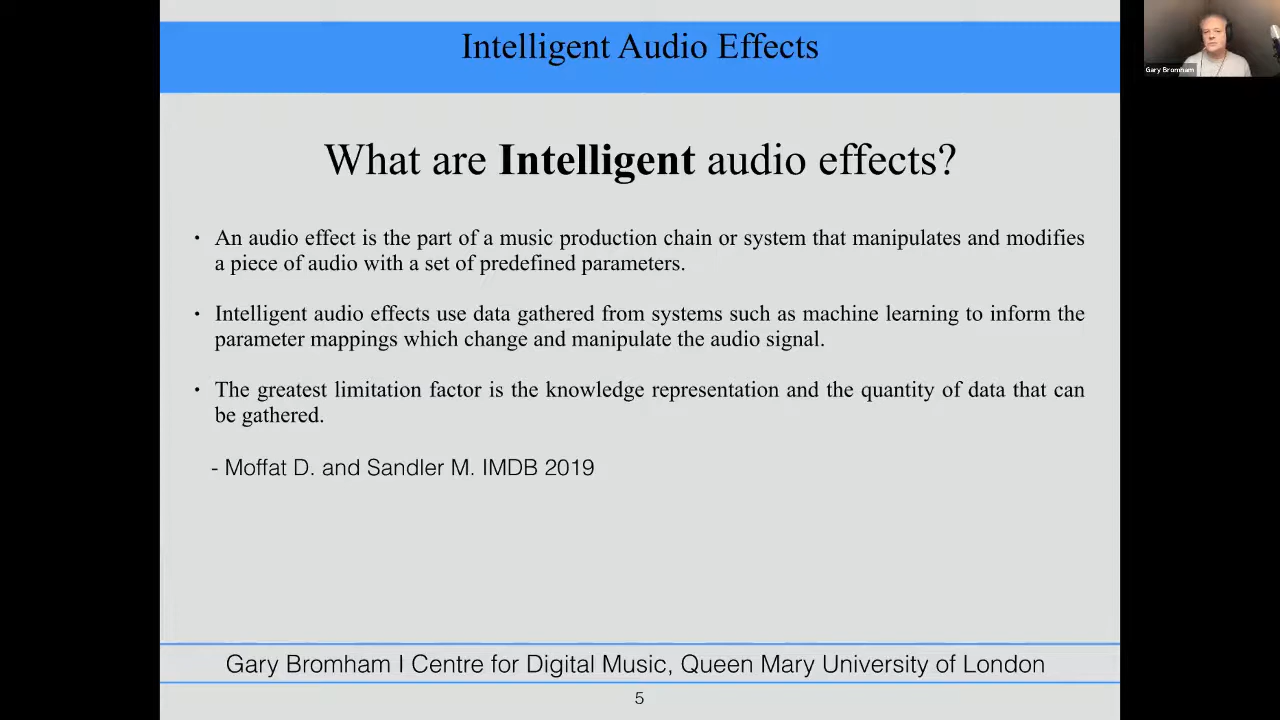 Intelligent Audio Effects
Gary Bromham
What are Intelligent audio effects?
• An audio effect is the part of a music production chain or system that manipulates and modifies
a piece of audio with a set of predefined parameters.
• Intelligent audio effects use data gathered from systems such as machine learning to inform the
parameter mappings which change and manipulate the audio signal.
• The greatest limitation factor is the knowledge representation and the quantity of data that can
be gathered.
- Moffat D. and Sandler M. IMDB 2019
Gary Bromham I Centre for Digital Music, Queen Mary University of London
5